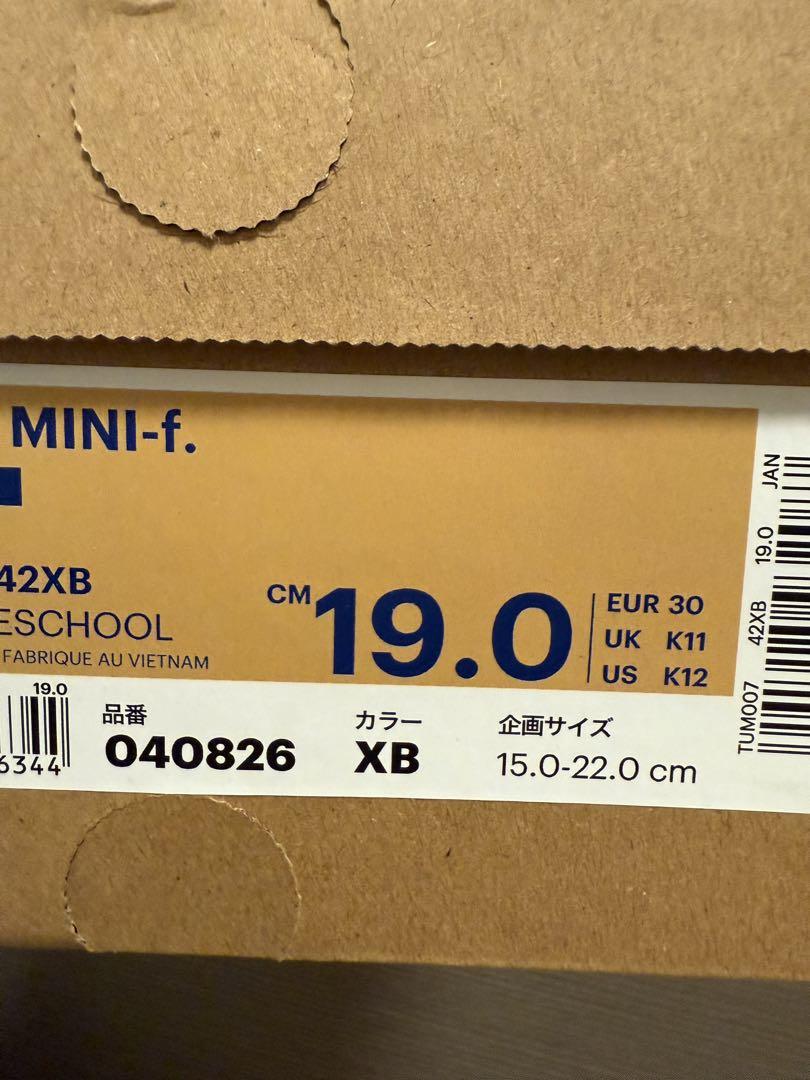 MINI-f.
42XB
ESCHOOL
FABRIQUE AU VIETNAM
CM 19.0
EUR 30
UK K11
US K12
19.0
6344
品番
040826
カラー
XB
企画サイズ
15.0-22.0 cm
TUM007 42XB 19.0 JAN